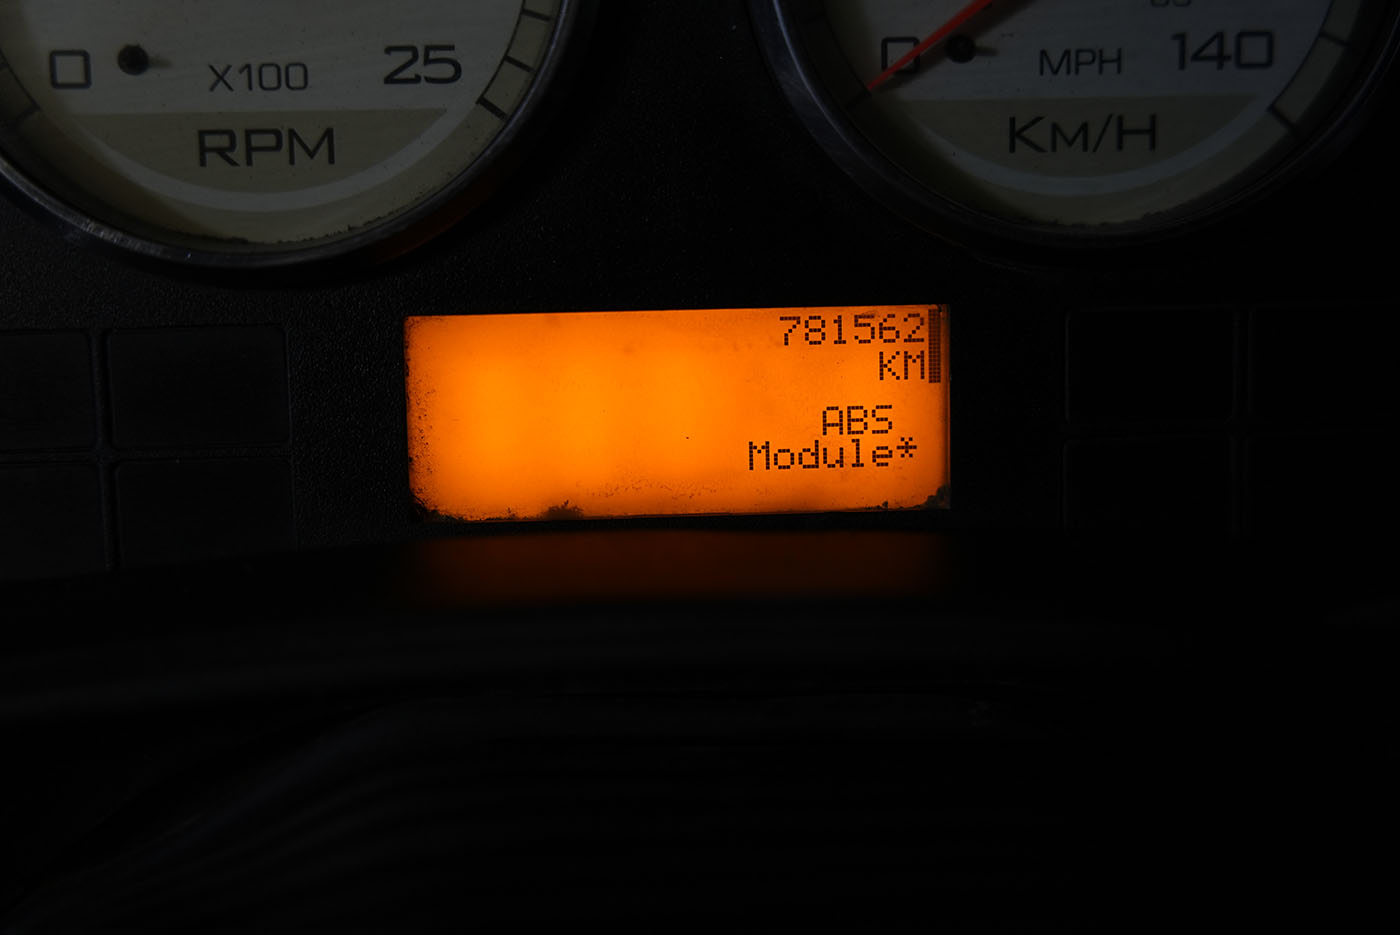 0 X100 25
RPM
0 MPH 140
KM/H
781562
KM
ABS
Module*